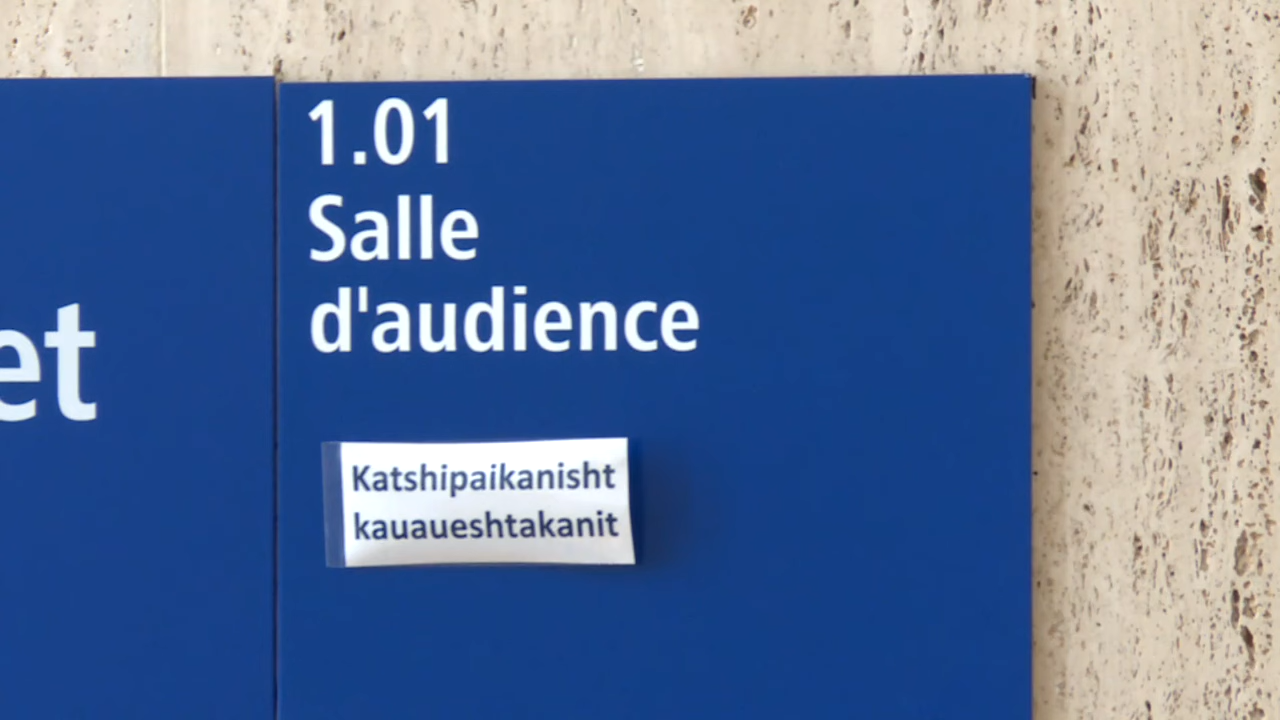 et
1.01
Salle
d'audience
Katshipaikanisht
kauaueshtakanit